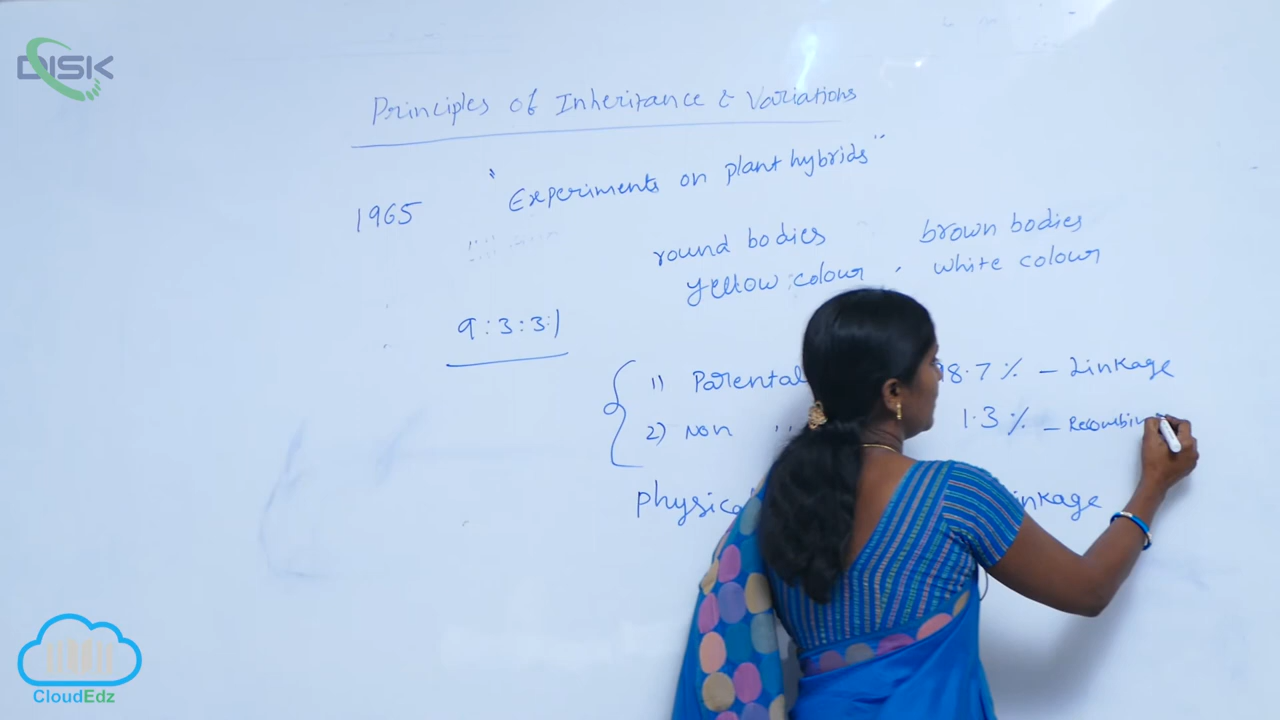 DISK
Principles of Inheritance & Variations
1965 "Experiments on plant hybrids"
round bodies brown bodies
yellow colour , white colour
9:3:3:1
1) Parental 98.7 % - Linkage
2) Non " 1.3 % - Recombin
physical inkage
CloudEdz